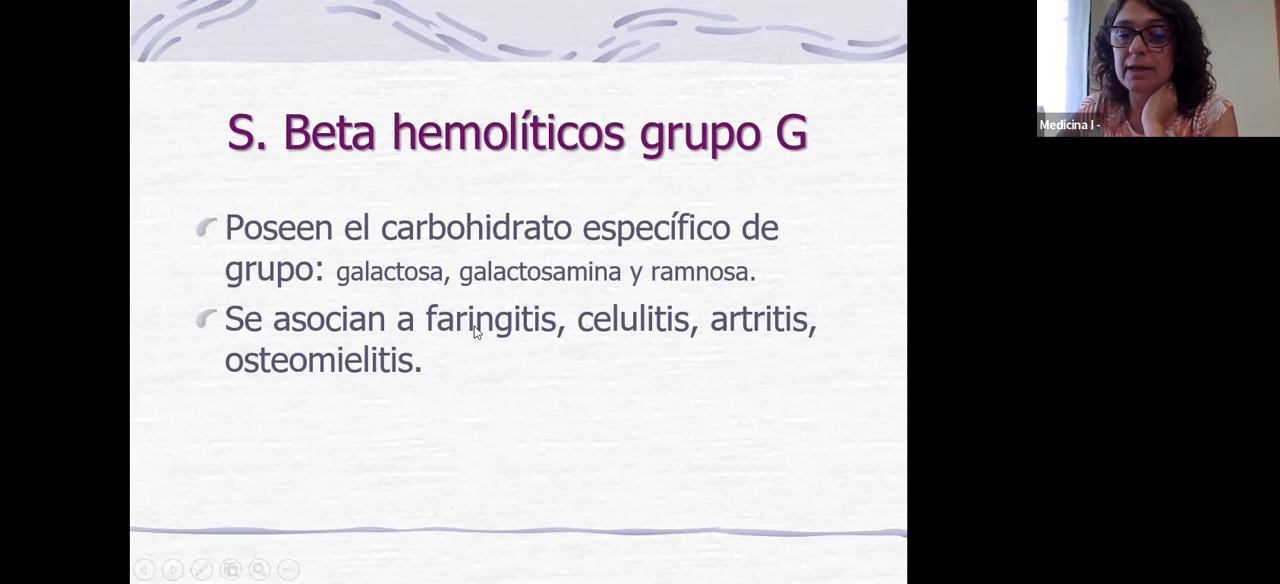 S. Beta hemolíticos grupo G
Poseen el carbohidrato específico de
grupo: galactosa, galactosamina y ramnosa.
Se asocian a faringitis, celulitis, artritis,
osteomielitis.
Medicina I -